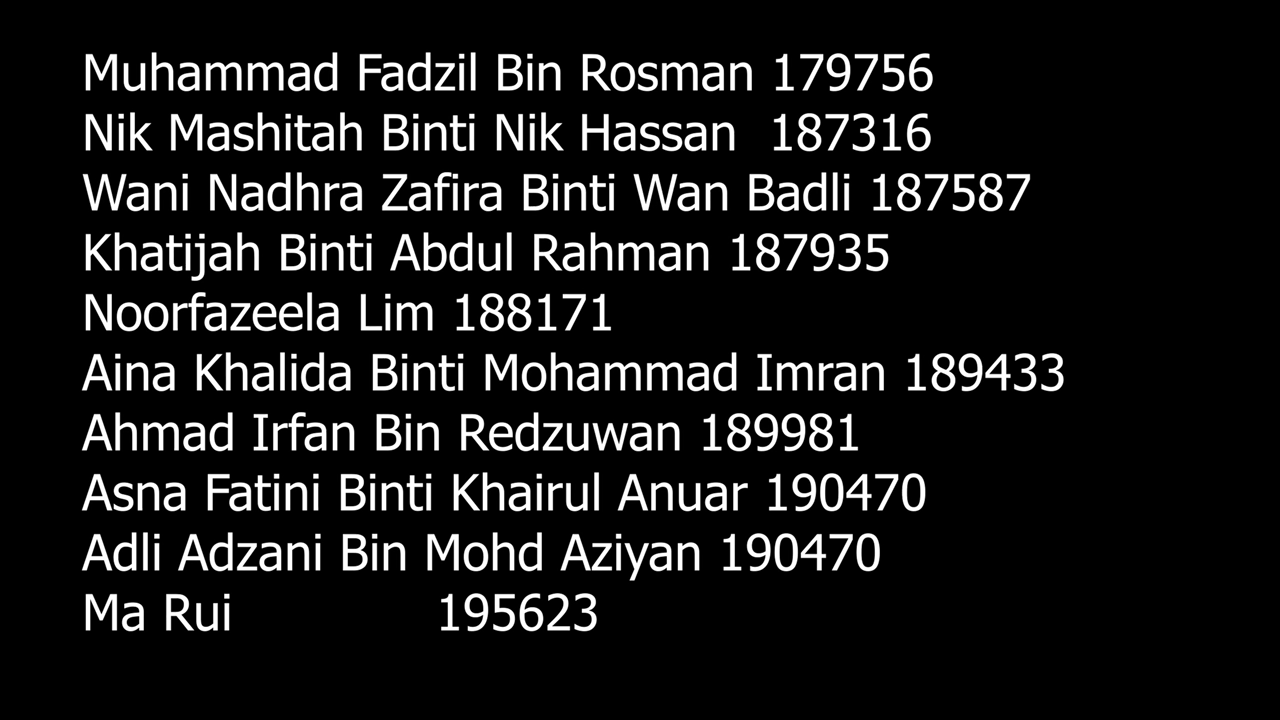 Muhammad Fadzil Bin Rosman 179756
Nik Mashitah Binti Nik Hassan  187316
Wani Nadhra Zafira Binti Wan Badli 187587
Khatijah Binti Abdul Rahman 187935
Noorfazeela Lim 188171
Aina Khalida Binti Mohammad Imran 189433
Ahmad Irfan Bin Redzuwan 189981
Asna Fatini Binti Khairul Anuar 190470
Adli Adzani Bin Mohd Aziyan 190470
Ma Rui 195623